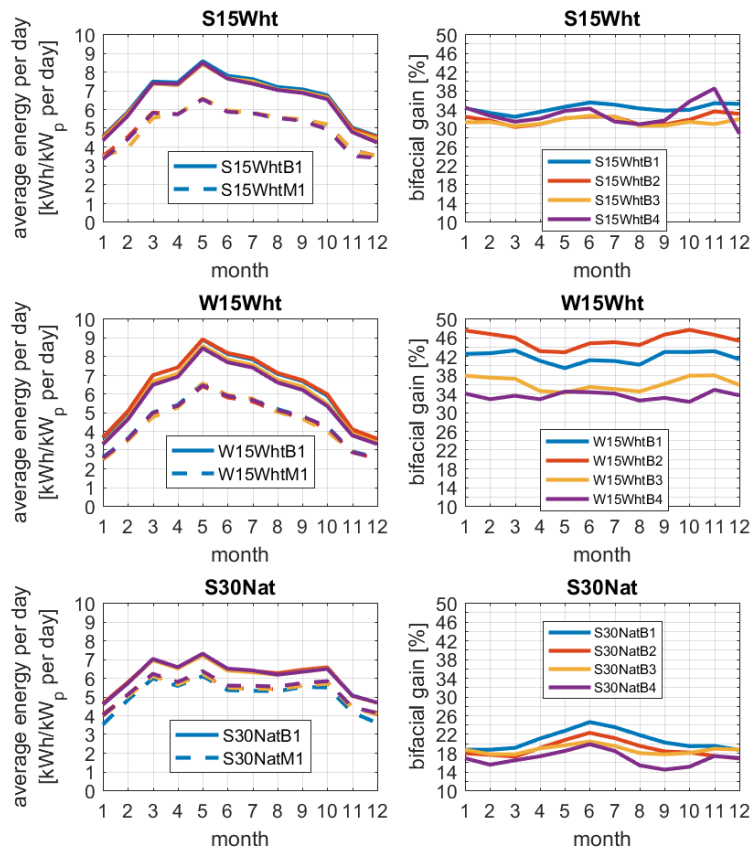 S15Wht
average energy per day
[kWh/kWp per day]
10
9
8
7
6
5
4
3
2
1
0
S15WhtB1
S15WhtM1
1 2 3 4 5 6 7 8 9 10 11 12
month
S15Wht
bifacial gain [%]
50
46
42
38
34
30
26
22
18
14
10
S15WhtB1
S15WhtB2
S15WhtB3
S15WhtB4
1 2 3 4 5 6 7 8 9 10 11 12
month
W15Wht
average energy per day
[kWh/kWp per day]
10
9
8
7
6
5
4
3
2
1
0
W15WhtB1
W15WhtM1
1 2 3 4 5 6 7 8 9 10 11 12
month
W15Wht
bifacial gain [%]
50
46
42
38
34
30
26
22
18
14
10
W15WhtB1
W15WhtB2
W15WhtB3
W15WhtB4
1 2 3 4 5 6 7 8 9 10 11 12
month
S30Nat
average energy per day
[kWh/kWp per day]
10
9
8
7
6
5
4
3
2
1
0
S30NatB1
S30NatM1
1 2 3 4 5 6 7 8 9 10 11 12
month
S30Nat
bifacial gain [%]
50
46
42
38
34
30
26
22
18
14
10
S30NatB1
S30NatB2
S30NatB3
S30NatB4
1 2 3 4 5 6 7 8 9 10 11 12
month